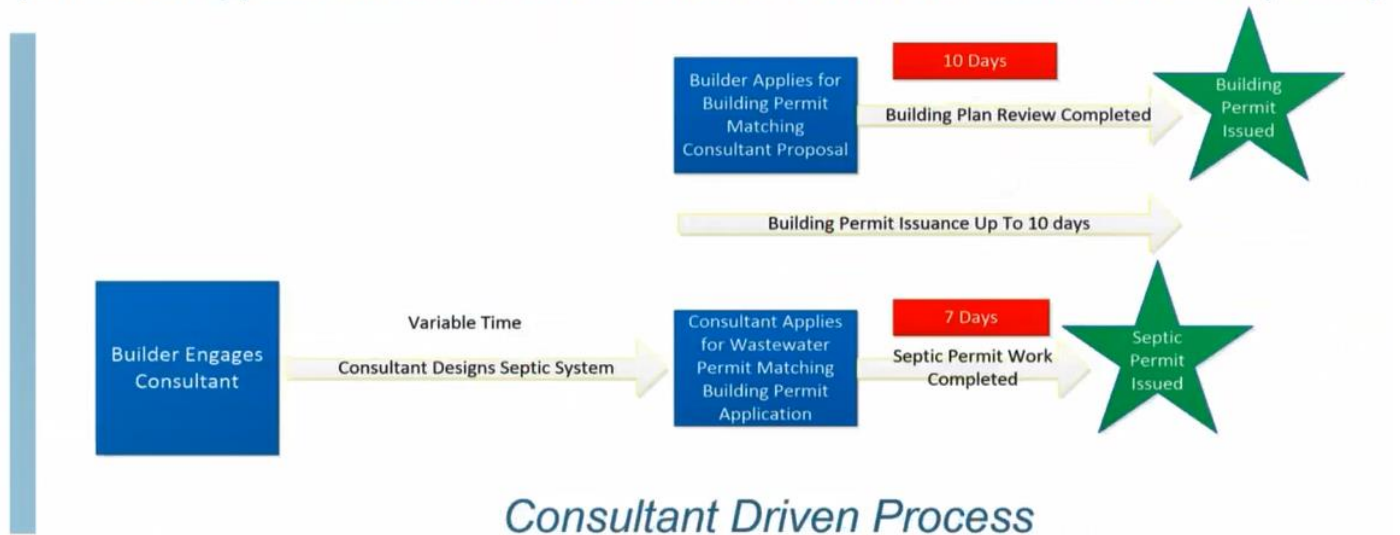 10 Days
Builder Applies for
Building Permit
Matching
Consultant Proposal
Building Plan Review Completed
Building
Permit
Issued
Building Permit Issuance Up To 10 days
Builder Engages
Consultant
Variable Time
Consultant Designs Septic System
Consultant Applies
for Wastewater
Permit Matching
Building Permit
Application
7 Days
Septic Permit Work
Completed
Septic
Permit
Issued
Consultant Driven Process